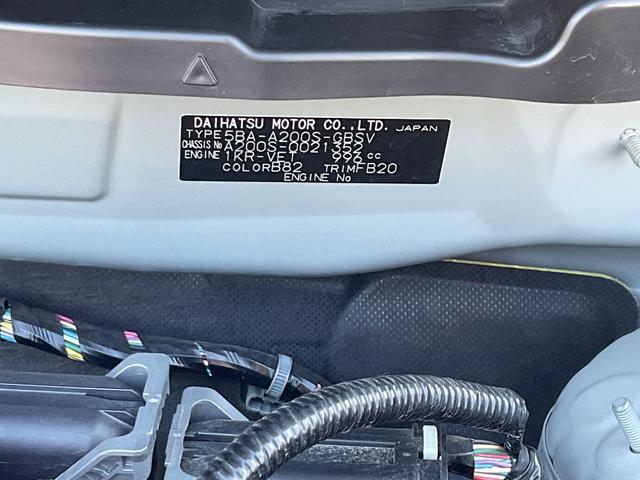 DAIHATSU MOTOR CO.,LTD. JAPAN
TYPE 5BA-A200S-GBSV
CHASSIS No A200S-0021352
ENGINE 1KR-VET 996 cc
COLOR B82 TRIM FB20
ENGINE No